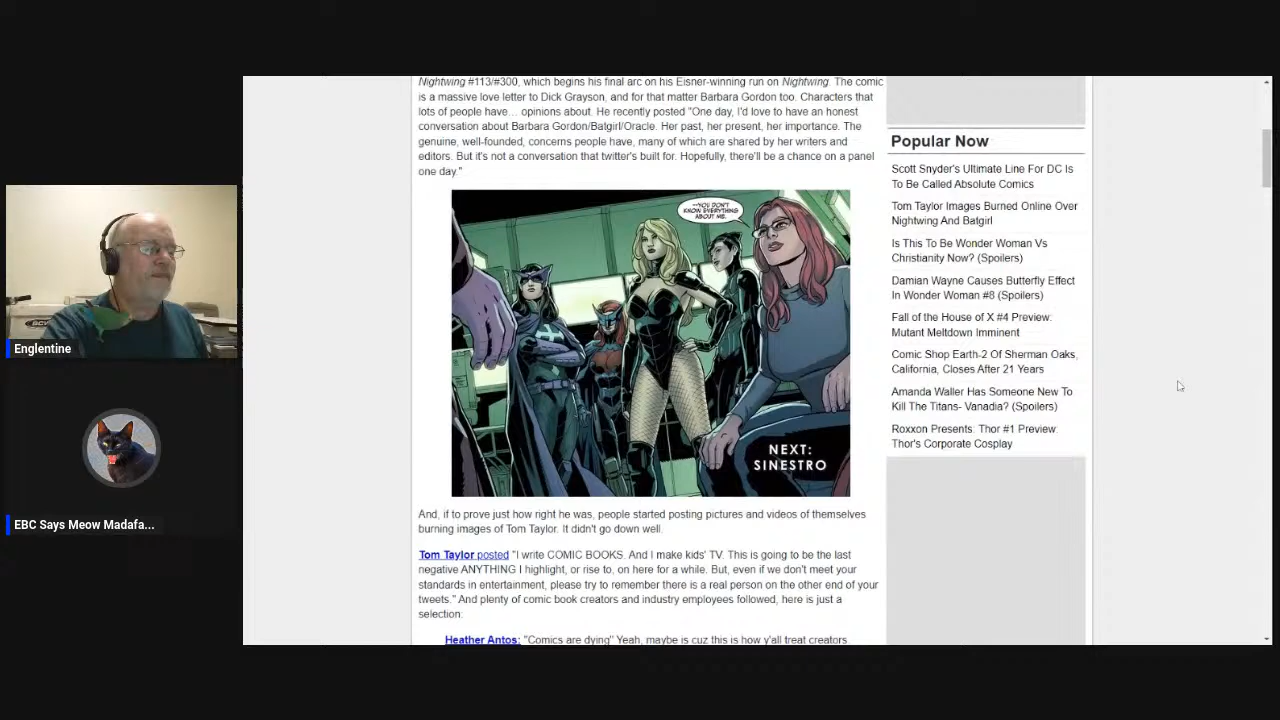 Nightwing #113/#300, which begins his final arc on his Eisner-winning run on Nightwing. The comic
is a massive love letter to Dick Grayson, and for that matter Barbara Gordon too. Characters that
lots of people have... opinions about. He recently posted "One day, I'd love to have an honest
conversation about Barbara Gordon/Batgirl/Oracle. Her past, her present, her importance. The
genuine, well-founded, concerns people have, many of which are shared by her writers and
editors. But it's not a conversation that twitter's built for. Hopefully, there'll be a chance on a panel
one day."
—YOU DON'T
KNOW EVERYTHING
ABOUT ME.
NEXT:
SINESTRO
And, if to prove just how right he was, people started posting pictures and videos of themselves
burning images of Tom Taylor. It didn't go down well.
Tom Taylor posted "I write COMIC BOOKS. And I make kids' TV. This is going to be the last
negative ANYTHING I highlight, or rise to, on here for a while. But, even if we don't meet your
standards in entertainment, please try to remember there is a real person on the other end of your
tweets." And plenty of comic book creators and industry employees followed, here is just a
selection:
Heather Antos: "Comics are dying" Yeah, maybe is cuz this is how y'all treat creators.
Popular Now
Scott Snyder's Ultimate Line For DC Is
To Be Called Absolute Comics
Tom Taylor Images Burned Online Over
Nightwing And Batgirl
Is This To Be Wonder Woman Vs
Christianity Now? (Spoilers)
Damian Wayne Causes Butterfly Effect
In Wonder Woman #8 (Spoilers)
Fall of the House of X #4 Preview:
Mutant Meltdown Imminent
Comic Shop Earth-2 Of Sherman Oaks,
California, Closes After 21 Years
Amanda Waller Has Someone New To
Kill The Titans- Vanadia? (Spoilers)
Roxxon Presents: Thor #1 Preview:
Thor's Corporate Cosplay
Englentine
EBC Says Meow Madafa...